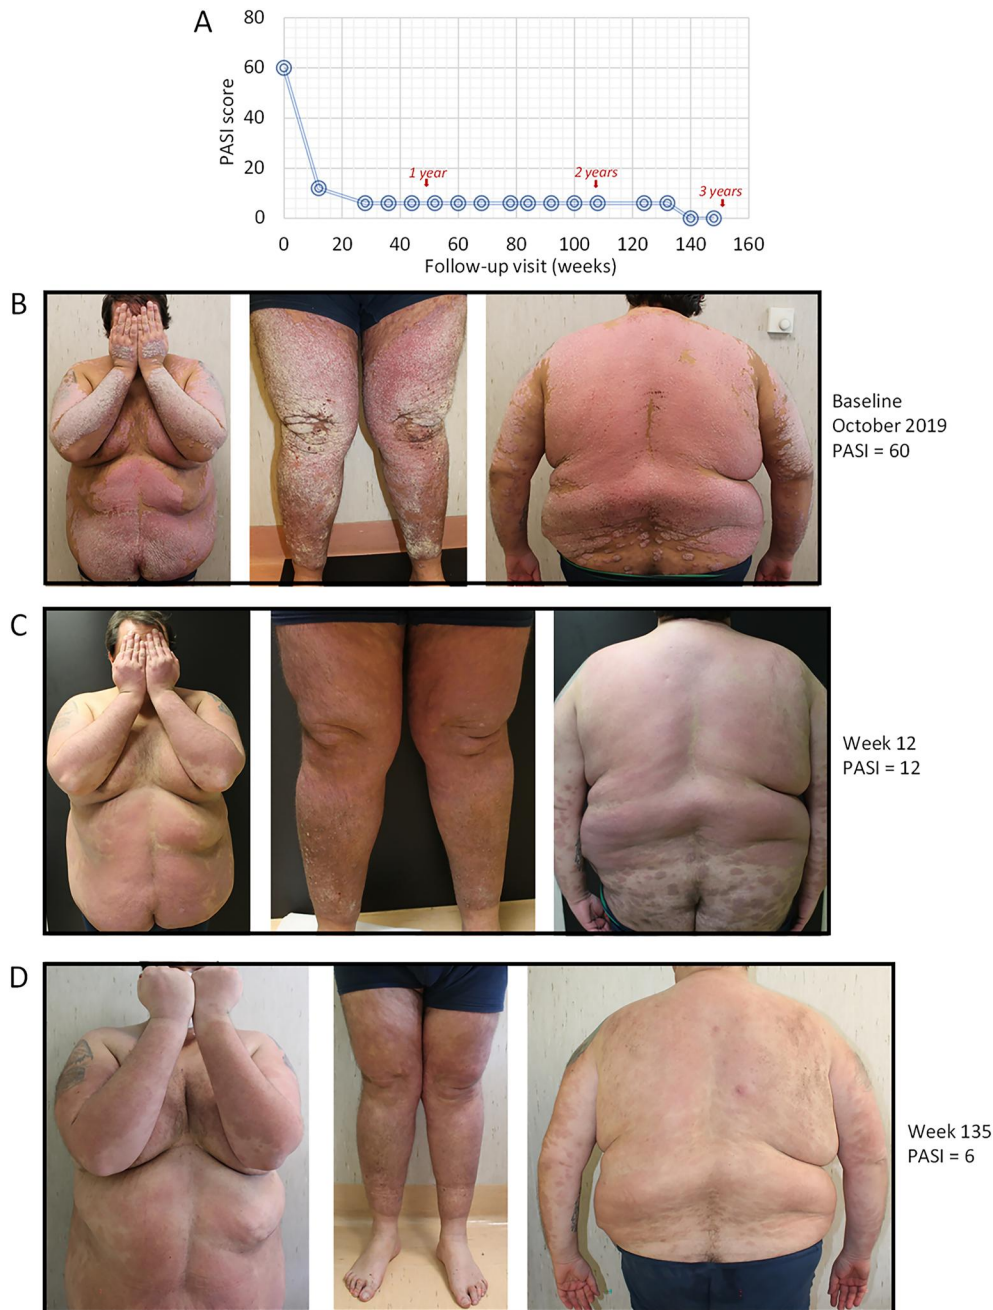 A
80
60
40
20
0
PASI score
1 year
2 years
3 years
0 20 40 60 80 100 120 140 160
Follow-up visit (weeks)
B
Baseline
October 2019
PASI = 60
C
Week 12
PASI = 12
D
Week 135
PASI = 6